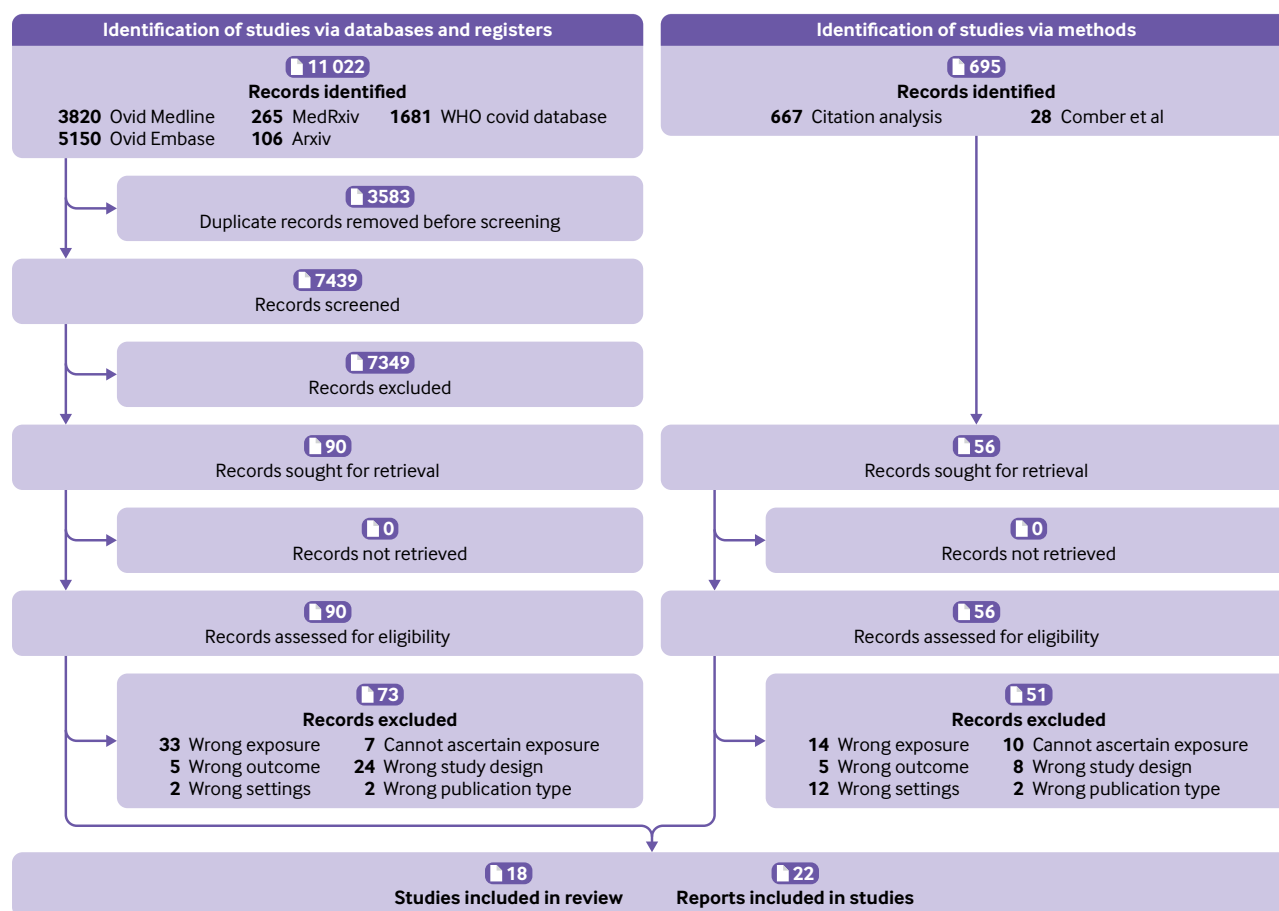 Identification of studies via databases and registers
11 022
Records identified
3820 Ovid Medline 265 MedRxiv 1681 WHO covid database
5150 Ovid Embase 106 Arxiv
3583
Duplicate records removed before screening
7439
Records screened
7349
Records excluded
90
Records sought for retrieval
0
Records not retrieved
90
Records assessed for eligibility
73
Records excluded
33 Wrong exposure 7 Cannot ascertain exposure
5 Wrong outcome 24 Wrong study design
2 Wrong settings 2 Wrong publication type
Identification of studies via methods
695
Records identified
667 Citation analysis 28 Comber et al
56
Records sought for retrieval
0
Records not retrieved
56
Records assessed for eligibility
51
Records excluded
14 Wrong exposure 10 Cannot ascertain exposure
5 Wrong outcome 8 Wrong study design
12 Wrong settings 2 Wrong publication type
18
Studies included in review
22
Reports included in studies